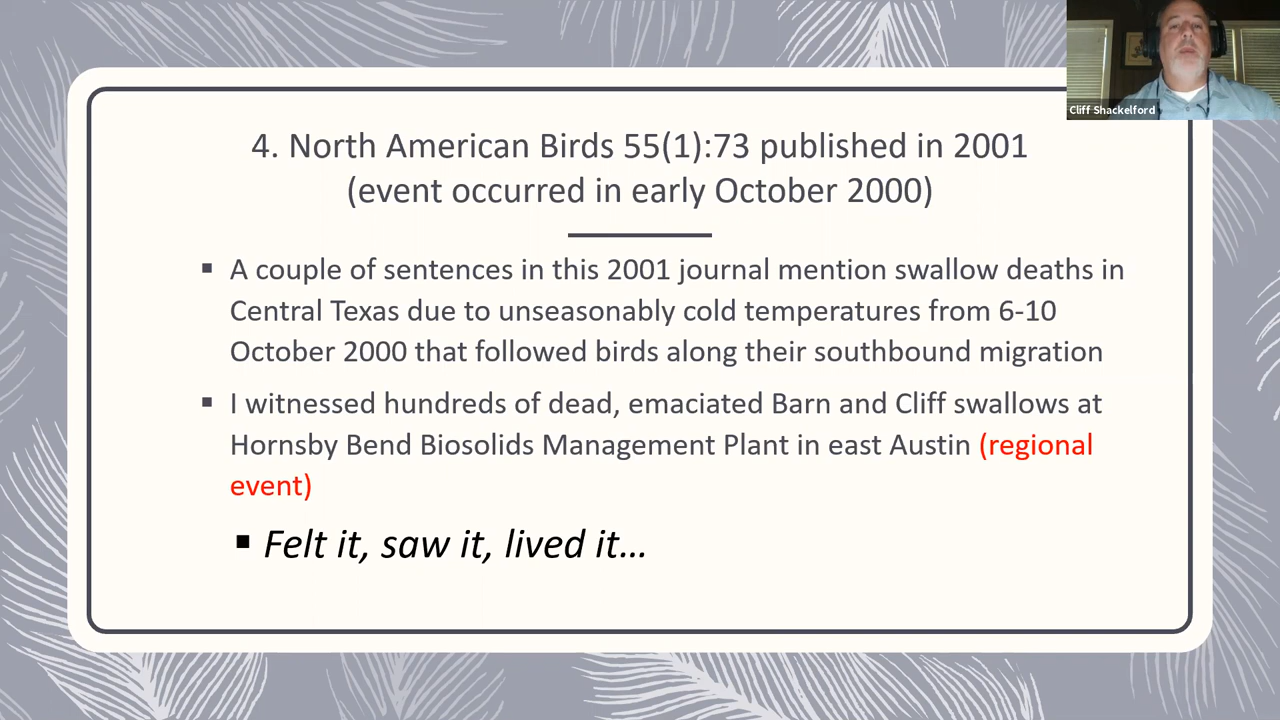 4. North American Birds 55(1):73 published in 2001
(event occurred in early October 2000)
▪ A couple of sentences in this 2001 journal mention swallow deaths in
Central Texas due to unseasonably cold temperatures from 6-10
October 2000 that followed birds along their southbound migration
▪ I witnessed hundreds of dead, emaciated Barn and Cliff swallows at
Hornsby Bend Biosolids Management Plant in east Austin (regional
event)
▪ Felt it, saw it, lived it…
Cliff Shackelford